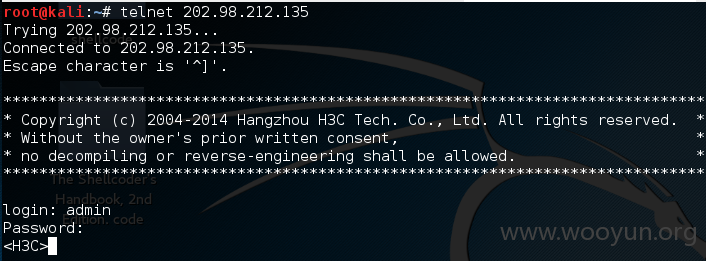 root@kali:~# telnet 202.98.212.135
Trying 202.98.212.135...
shellcode
Connected to 202.98.212.135.
Escape character is '^]'.
******************************************************************************
* Copyright (c) 2004-2014 Hangzhou H3C Tech. Co., Ltd. All rights reserved.  *
* Without the owner's prior written consent,                                 *
* no decompiling or reverse-engineering shall be allowed.                    *
******************************************************************************
The Shellcoder's
Handbook, 2nd
Edition. code
login: admin
Password:
<H3C>
www.wooyun.org